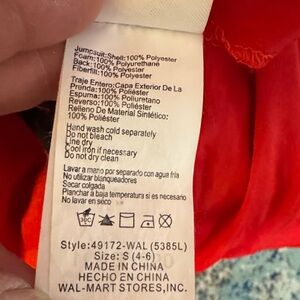 Jumpsuit:Shell:100% Polyester
Foam:100% Polyurethane
Back:100% Polyester
Fiberfill:100% Polyester
Traje Entero:Capa Exterior De La
Prenda:100% Poliéster
Espuma:100% Poliuretano
Reverso:100% Poliéster
Relleno De Material Sintético:
100% Poliéster
Hand wash cold separately
Do not bleach
Line dry
Cool iron if necessary
Do not dry clean
Lavar a mano por separado con agua fría
No utilizar blanqueadores
Secar colgada
Planchar a baja temperatura si es necesario
No lavar en seco
Style:49172-WAL (5385L)
Size: S (4-6)
MADE IN CHINA
HECHO EN CHINA
WAL-MART STORES, INC.